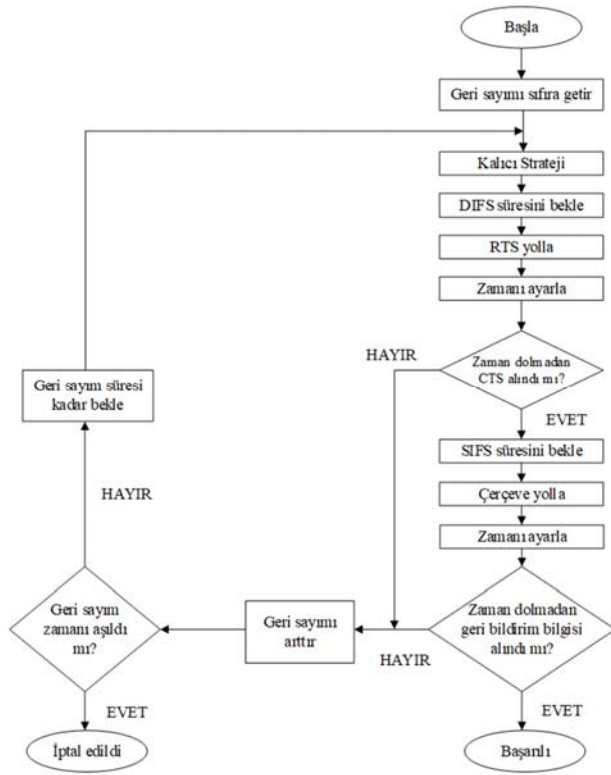 Başla
Geri sayımı sıfıra getir
Kalıcı Strateji
DIFS süresini bekle
RTS yolla
Zamanı ayarla
HAYIR
Zaman dolmadan
CTS alındı mı?
EVET
Geri sayım süresi
kadar bekle
SIFS süresini bekle
HAYIR
Çerçeve yolla
Zamanı ayarla
Geri sayım
zamanı aşıldı
mı?
Geri sayımı
arttır
HAYIR
Zaman dolmadan
geri bildirim bilgisi
alındı mı?
EVET
EVET
İptal edildi
Başarılı